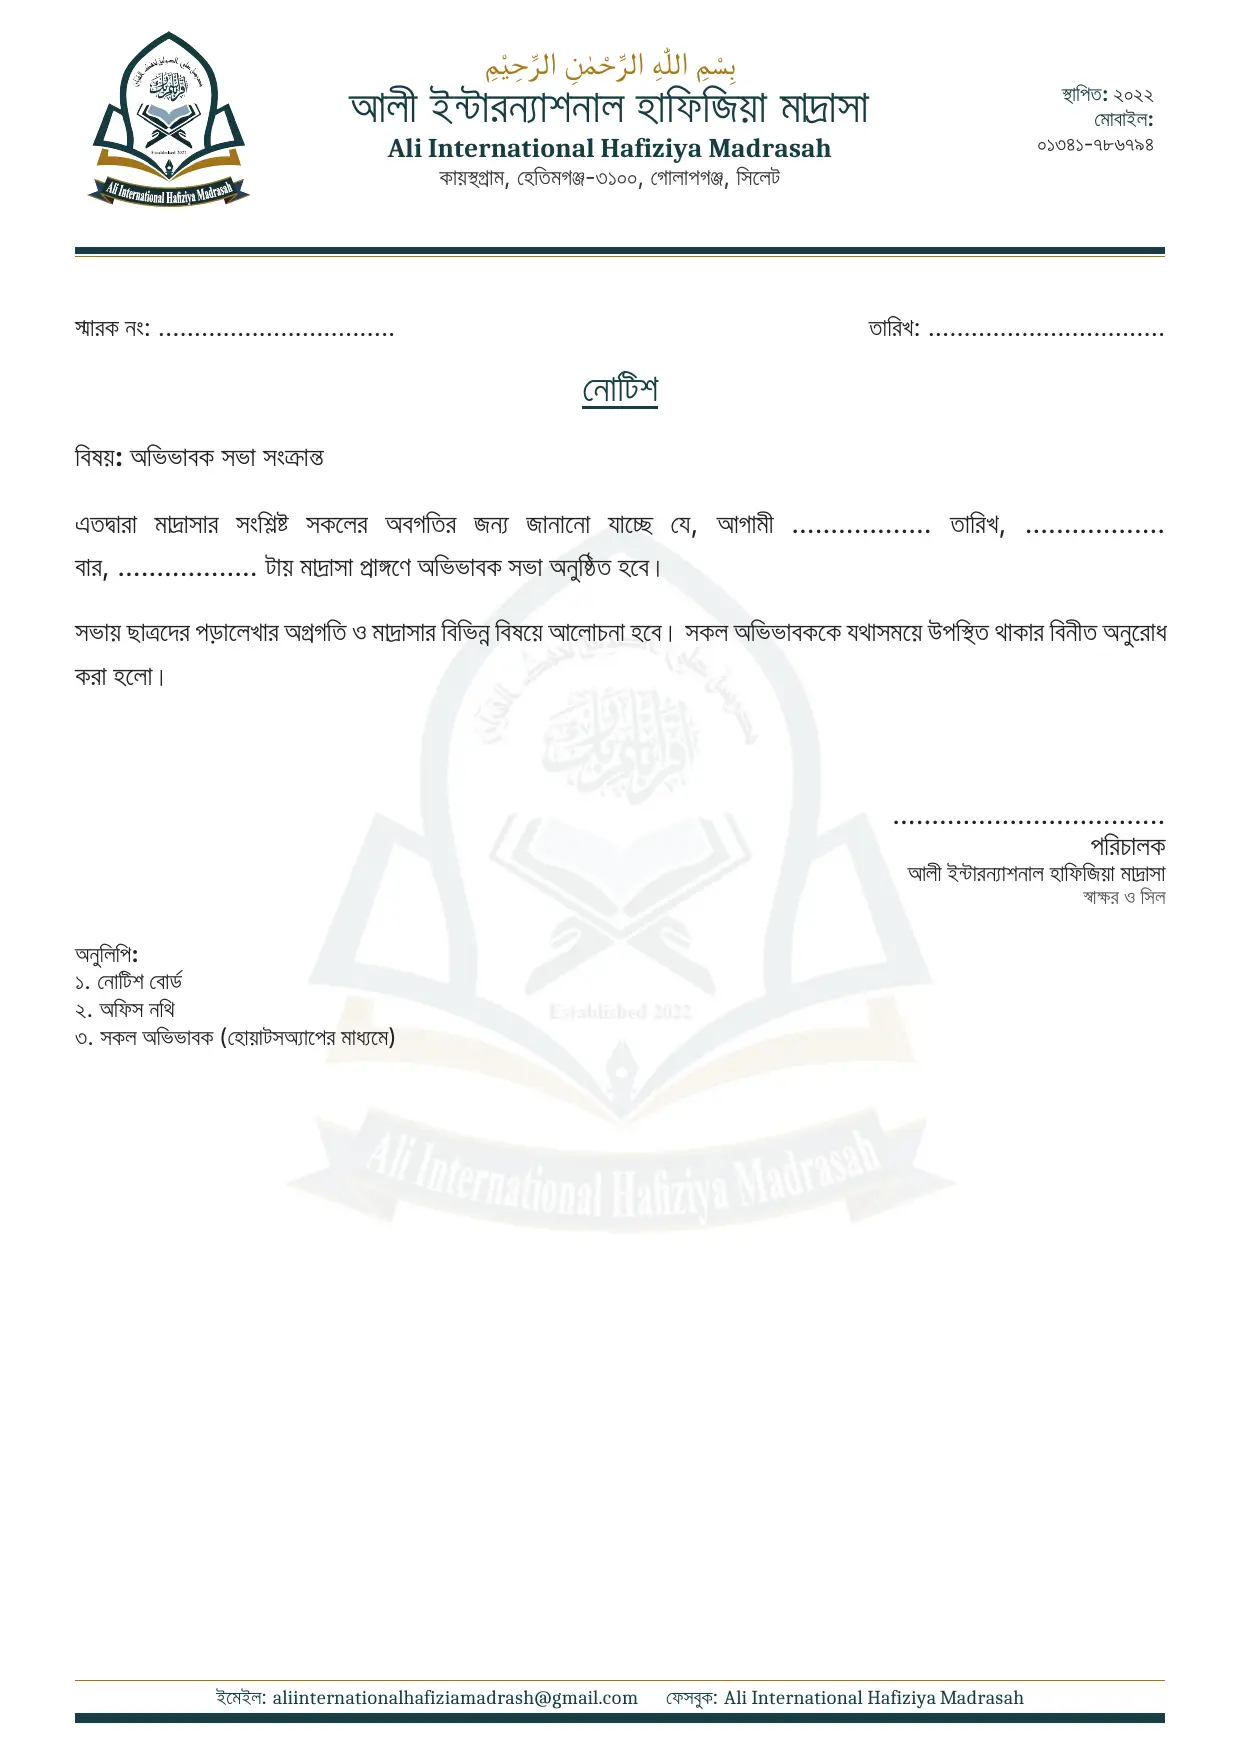 بِسْمِ اللهِ الرَّحْمٰنِ الرَّحِيْمِ
আলী ইন্টারন্যাশনাল হাফিজিয়া মাদ্রাসা
Ali International Hafiziya Madrasah
কায়স্থগ্রাম, হেতিমগঞ্জ-৩১০০, গোলাপগঞ্জ, সিলেট
স্থাপিত: ২০২২
মোবাইল:
০১৩৪১-৭৮৬৭৯৪
Established 2022
Ali International Hafiziya Madrasah
স্মারক নং: .................................
তারিখ: .................................
নোটিশ
বিষয়: অভিভাবক সভা সংক্রান্ত
এতদ্বারা মাদ্রাসার সংশ্লিষ্ট সকলের অবগতির জন্য জানানো যাচ্ছে যে, আগামী .................. তারিখ, ..................
বার, .................. টায় মাদ্রাসা প্রাঙ্গণে অভিভাবক সভা অনুষ্ঠিত হবে।
সভায় ছাত্রদের পড়ালেখার অগ্রগতি ও মাদ্রাসার বিভিন্ন বিষয়ে আলোচনা হবে। সকল অভিভাবককে যথাসময়ে উপস্থিত থাকার বিনীত অনুরোধ
করা হলো।
...................................
পরিচালক
আলী ইন্টারন্যাশনাল হাফিজিয়া মাদ্রাসা
স্বাক্ষর ও সিল
অনুলিপি:
১. নোটিশ বোর্ড
২. অফিস নথি
৩. সকল অভিভাবক (হোয়াটসঅ্যাপের মাধ্যমে)
Established 2022
Ali International Hafiziya Madrasah
ইমেইল: aliinternationalhafiziamadrash@gmail.com ফেসবুক: Ali International Hafiziya Madrasah